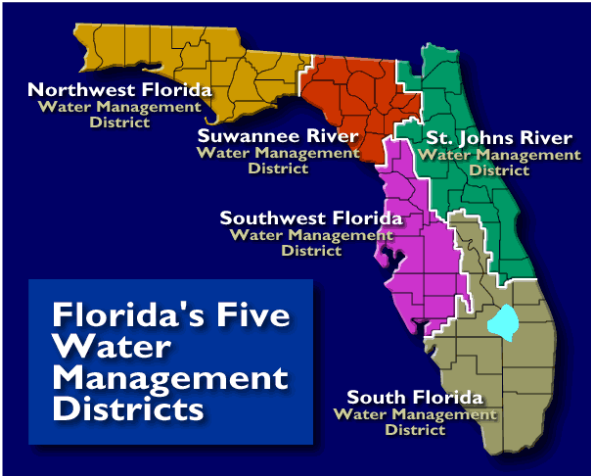 Northwest Florida
Water Management
District
Suwannee River
Water Management
District
St. Johns River
Water Management
District
Southwest Florida
Water Management
District
Florida's Five
Water
Management
Districts
South Florida
Water Management
District